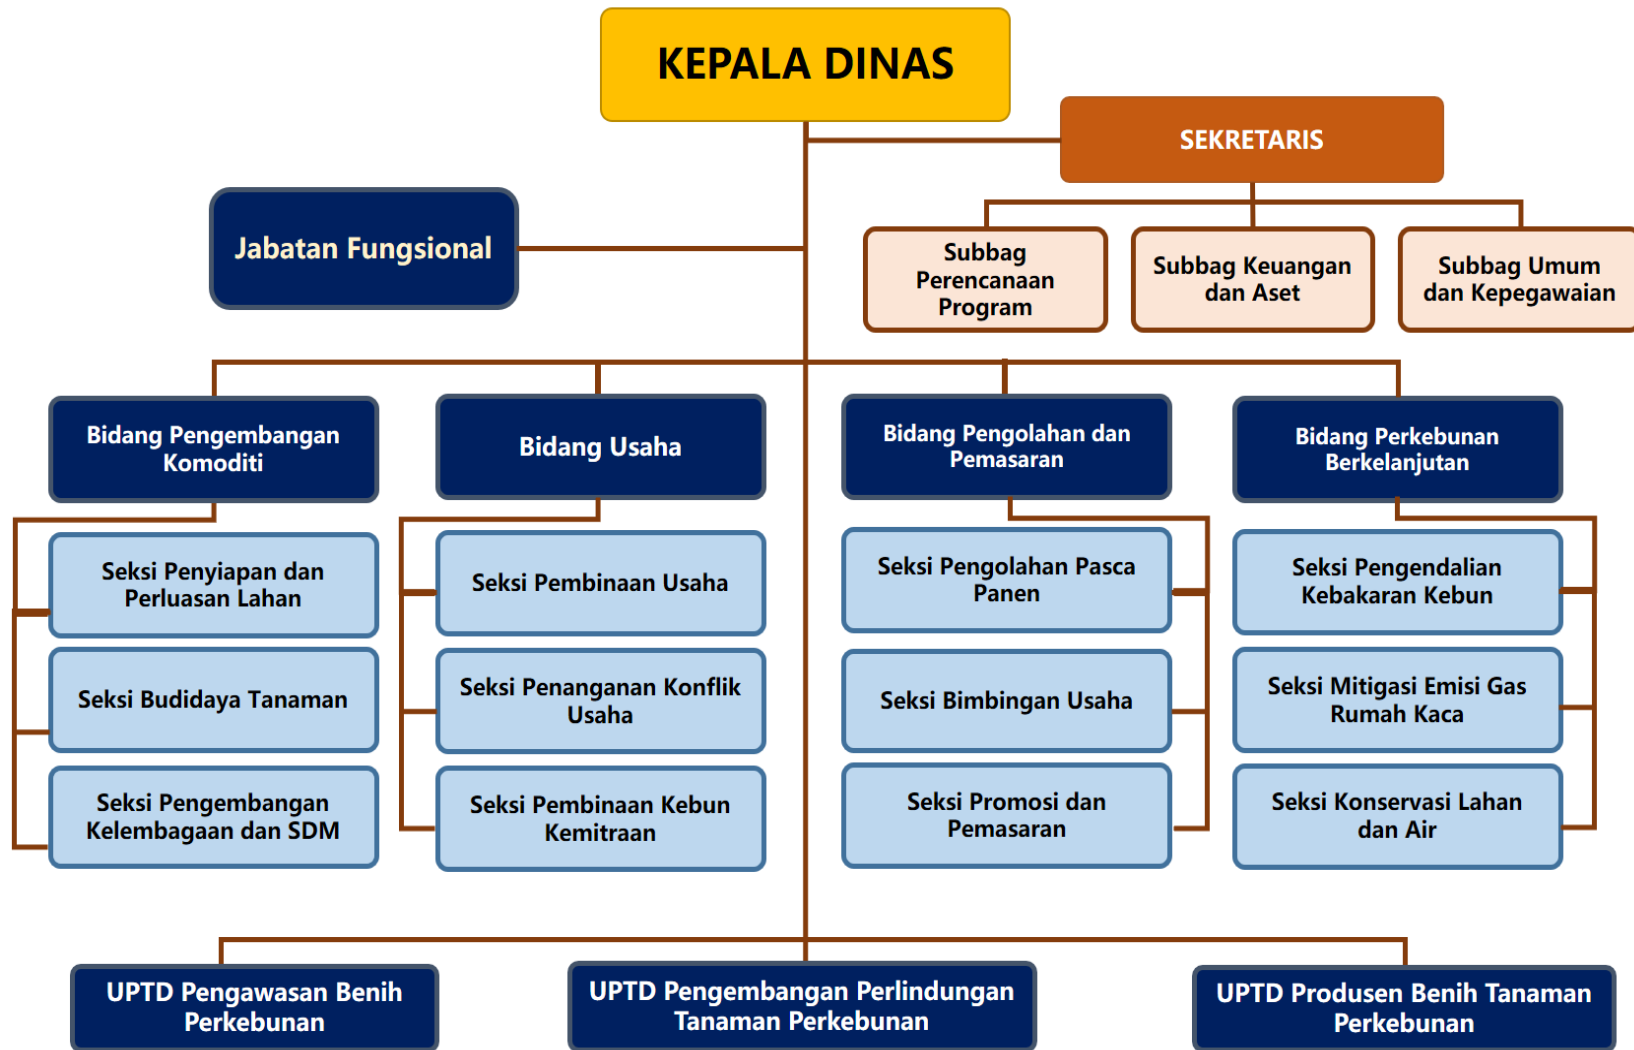 KEPALA DINAS
SEKRETARIS
Jabatan Fungsional
Subbag
Perencanaan
Program
Subbag Keuangan
dan Aset
Subbag Umum
dan Kepegawaian
Bidang Pengembangan
Komoditi
Bidang Usaha
Bidang Pengolahan dan
Pemasaran
Bidang Perkebunan
Berkelanjutan
Seksi Penyiapan dan
Perluasan Lahan
Seksi Pembinaan Usaha
Seksi Pengolahan Pasca
Panen
Seksi Pengendalian
Kebakaran Kebun
Seksi Budidaya Tanaman
Seksi Penanganan Konflik
Usaha
Seksi Bimbingan Usaha
Seksi Mitigasi Emisi Gas
Rumah Kaca
Seksi Pengembangan
Kelembagaan dan SDM
Seksi Pembinaan Kebun
Kemitraan
Seksi Promosi dan
Pemasaran
Seksi Konservasi Lahan
dan Air
UPTD Pengawasan Benih
Perkebunan
UPTD Pengembangan Perlindungan
Tanaman Perkebunan
UPTD Produsen Benih Tanaman
Perkebunan